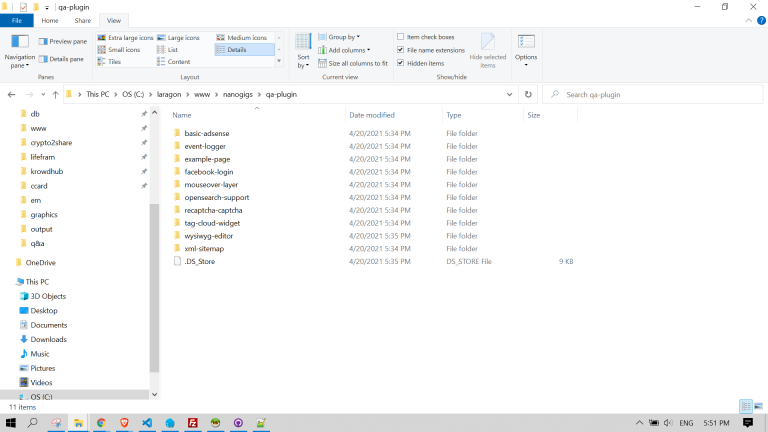 qa-plugin
File Home Share View
Navigation pane
Preview pane
Details pane
Panes
Extra large icons Large icons Medium icons
Small icons List Details
Tiles Content
Layout
Sort by
Group by
Add columns
Size all columns to fit
Current view
Item check boxes
File name extensions
Hidden items
Hide selected items
Show/hide
Options
This PC OS (C:) laragon www nanogigs qa-plugin
Search qa-plugin
db
www
crypto2share
lifefram
krowdhub
ccard
em
graphics
output
q&a
OneDrive
This PC
3D Objects
Desktop
Documents
Downloads
Music
Pictures
Videos
OS (C:)
Name Date modified Type Size
basic-adsense 4/20/2021 5:34 PM File folder
event-logger 4/20/2021 5:34 PM File folder
example-page 4/20/2021 5:34 PM File folder
facebook-login 4/20/2021 5:34 PM File folder
mouseover-layer 4/20/2021 5:34 PM File folder
opensearch-support 4/20/2021 5:34 PM File folder
recaptcha-captcha 4/20/2021 5:34 PM File folder
tag-cloud-widget 4/20/2021 5:34 PM File folder
wysiwyg-editor 4/20/2021 5:35 PM File folder
xml-sitemap 4/20/2021 5:34 PM File folder
.DS_Store 4/20/2021 5:35 PM DS_STORE File 9 KB
11 items
ENG 5:51 PM